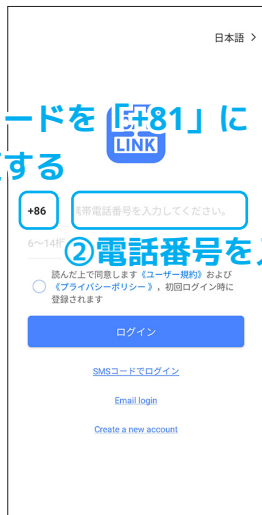 日本語 >
ードを「+81」に
する
LINK
+86 携帯電話番号を入力してください。
6〜14桁
②電話番号を
読んだ上で同意します《ユーザー規約》および
《プライバシーポリシー 》，初回ログイン時に
登録されます
ログイン
SMSコードでログイン
Email login
Create a new account